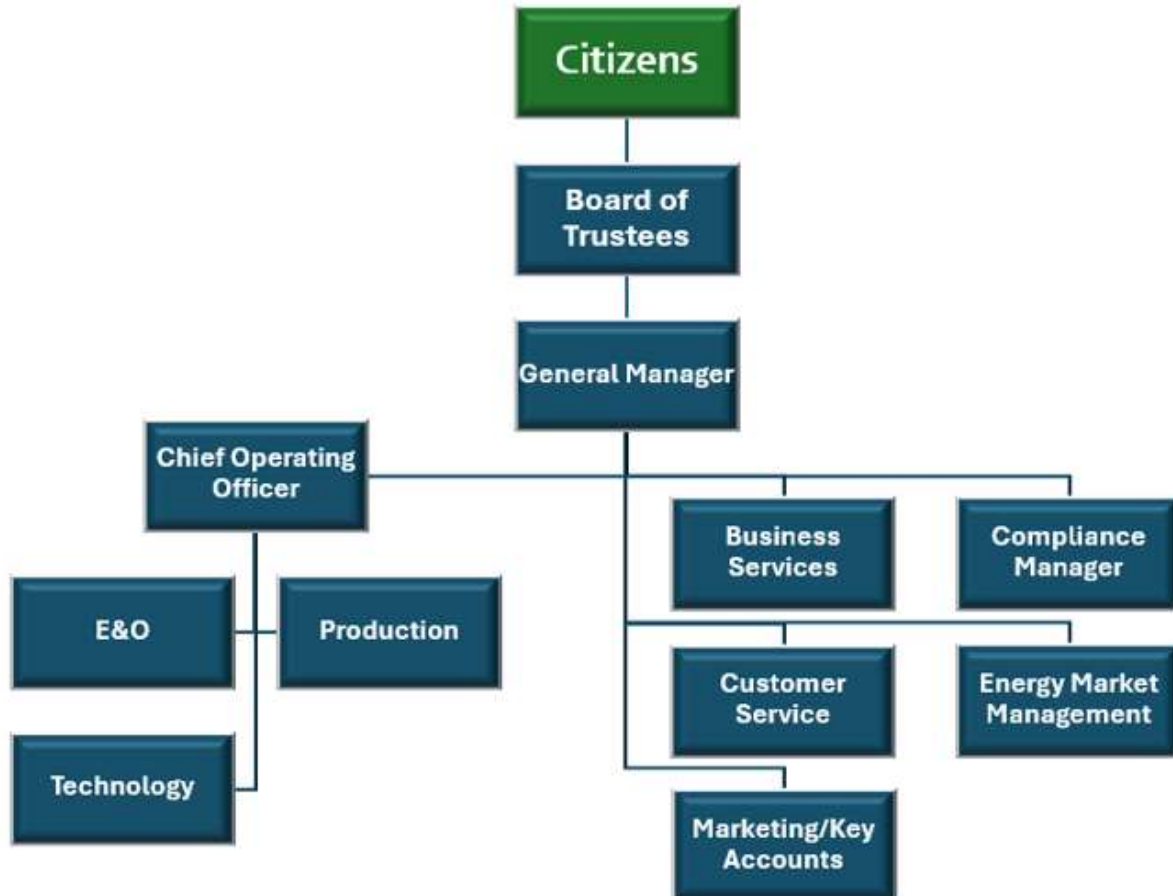 Citizens
Board of
Trustees
General Manager
Chief Operating
Officer
Business
Services
Compliance
Manager
E&O
Production
Customer
Service
Energy Market
Management
Technology
Marketing/Key
Accounts